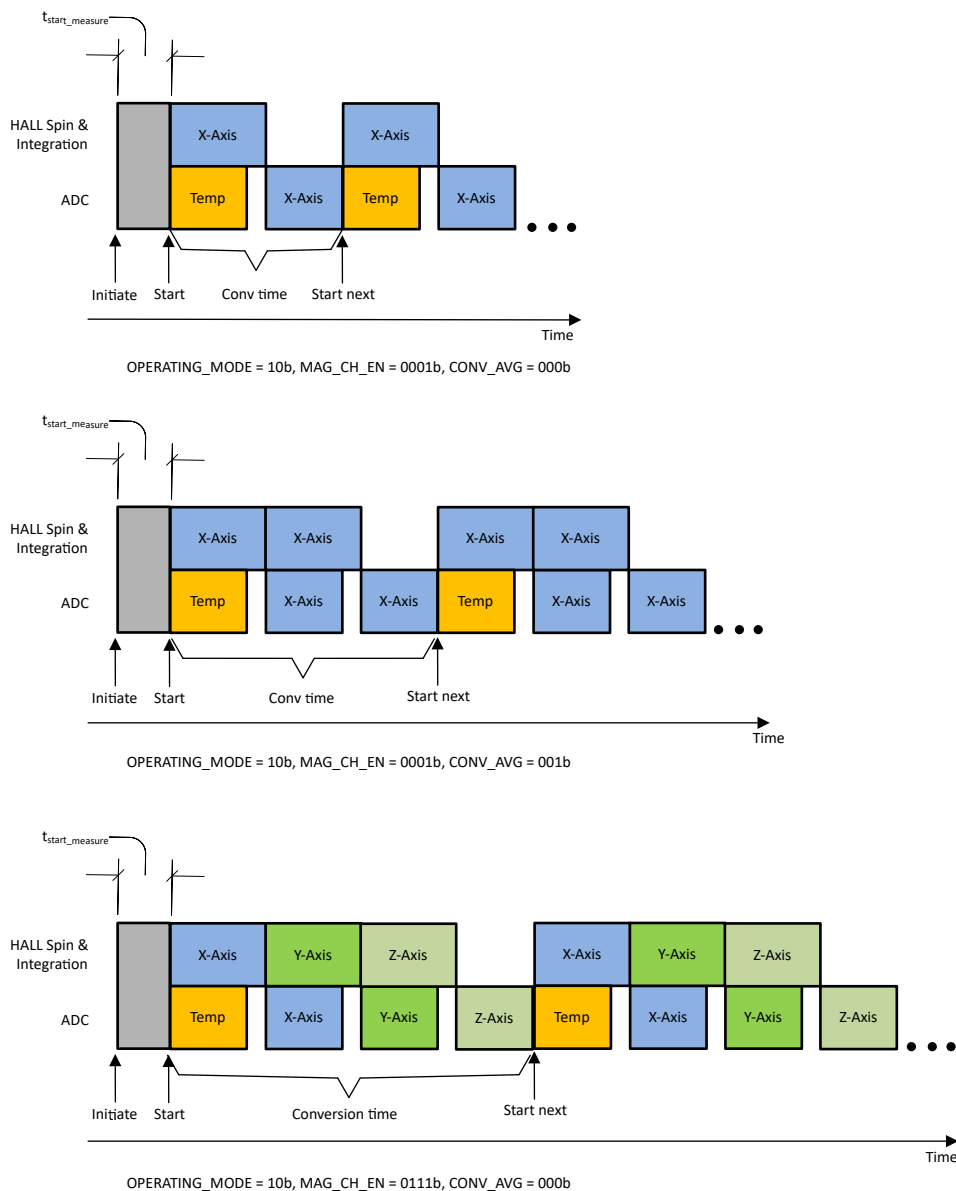 tstart_measure
HALL Spin &
Integration
X-Axis
X-Axis
ADC
Temp
X-Axis
Temp
X-Axis
Initiate
Start
Conv time
Start next
Time
OPERATING_MODE = 10b, MAG_CH_EN = 0001b, CONV_AVG = 000b
tstart_measure
HALL Spin &
Integration
X-Axis
X-Axis
X-Axis
X-Axis
ADC
Temp
X-Axis
X-Axis
Temp
X-Axis
X-Axis
Initiate
Start
Conv time
Start next
Time
OPERATING_MODE = 10b, MAG_CH_EN = 0001b, CONV_AVG = 001b
tstart_measure
HALL Spin &
Integration
X-Axis
Y-Axis
Z-Axis
X-Axis
Y-Axis
Z-Axis
ADC
Temp
X-Axis
Y-Axis
Z-Axis
Temp
X-Axis
Y-Axis
Z-Axis
Initiate
Start
Conversion time
Start next
Time
OPERATING_MODE = 10b, MAG_CH_EN = 0111b, CONV_AVG = 000b